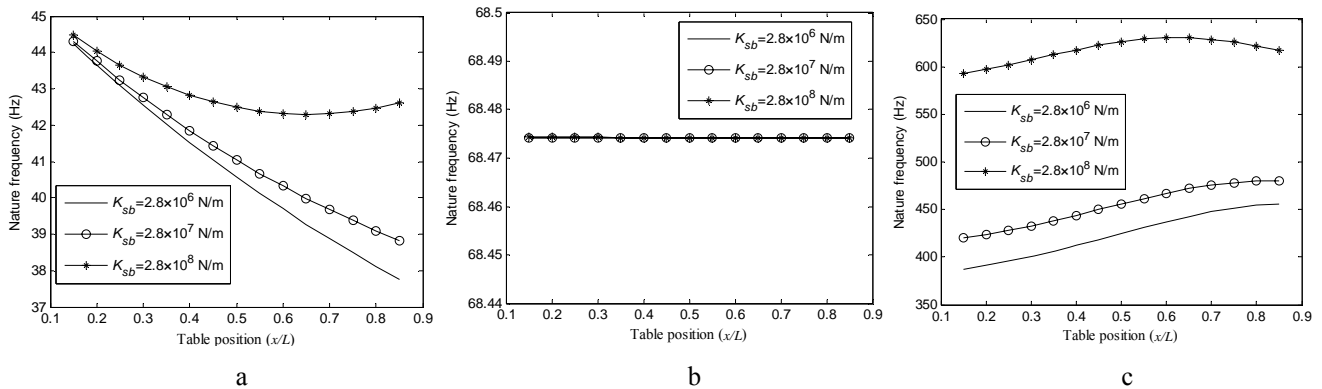 45
44
43
42
41
40
39
38
37
Nature frequency (Hz)
K_sb=2.8×10^6 N/m
K_sb=2.8×10^7 N/m
K_sb=2.8×10^8 N/m
0.1 0.2 0.3 0.4 0.5 0.6 0.7 0.8 0.9
Table position (x/L)
a
68.5
68.49
68.48
68.47
68.46
68.45
68.44
Nature frequency (Hz)
K_sb=2.8×10^6 N/m
K_sb=2.8×10^7 N/m
K_sb=2.8×10^8 N/m
0.1 0.2 0.3 0.4 0.5 0.6 0.7 0.8 0.9
Table position (x/L)
b
650
600
550
500
450
400
350
Nature frequency (Hz)
K_sb=2.8×10^6 N/m
K_sb=2.8×10^7 N/m
K_sb=2.8×10^8 N/m
0.1 0.2 0.3 0.4 0.5 0.6 0.7 0.8 0.9
Table position (x/L)
c